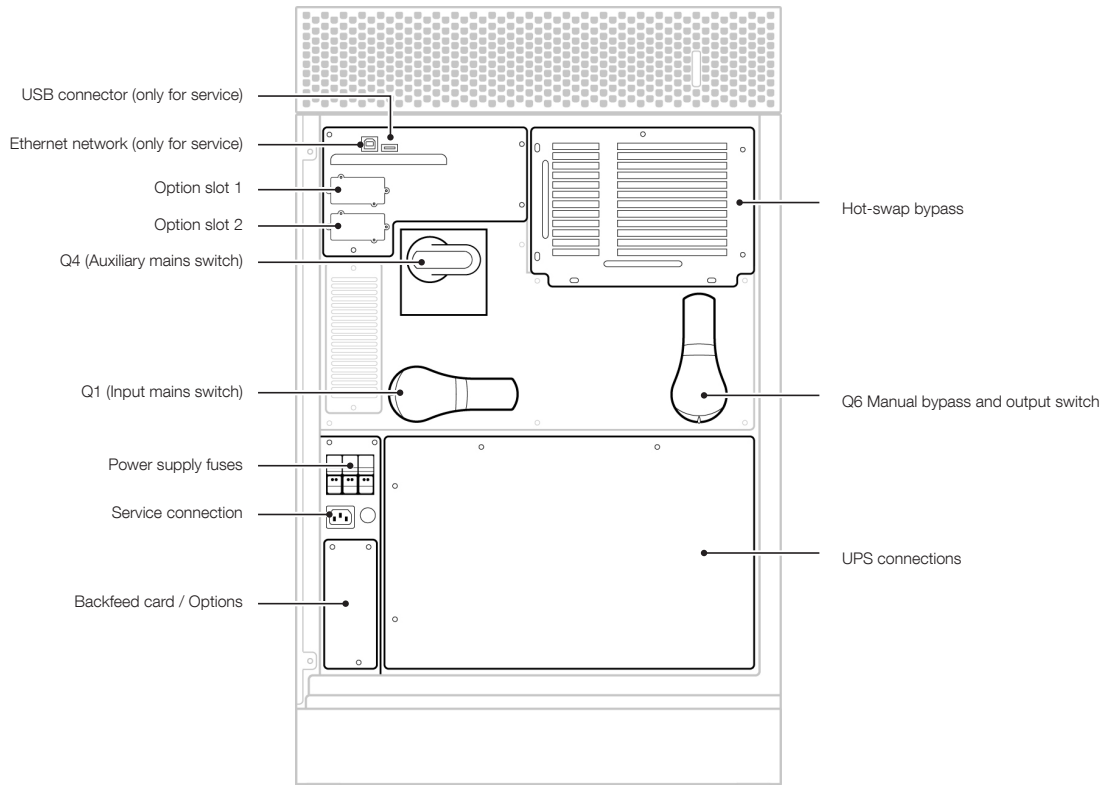 USB connector (only for service)
Ethernet network (only for service)
Option slot 1
Option slot 2
Q4 (Auxiliary mains switch)
Q1 (Input mains switch)
Power supply fuses
Service connection
Backfeed card / Options
Hot-swap bypass
Q6 Manual bypass and output switch
UPS connections